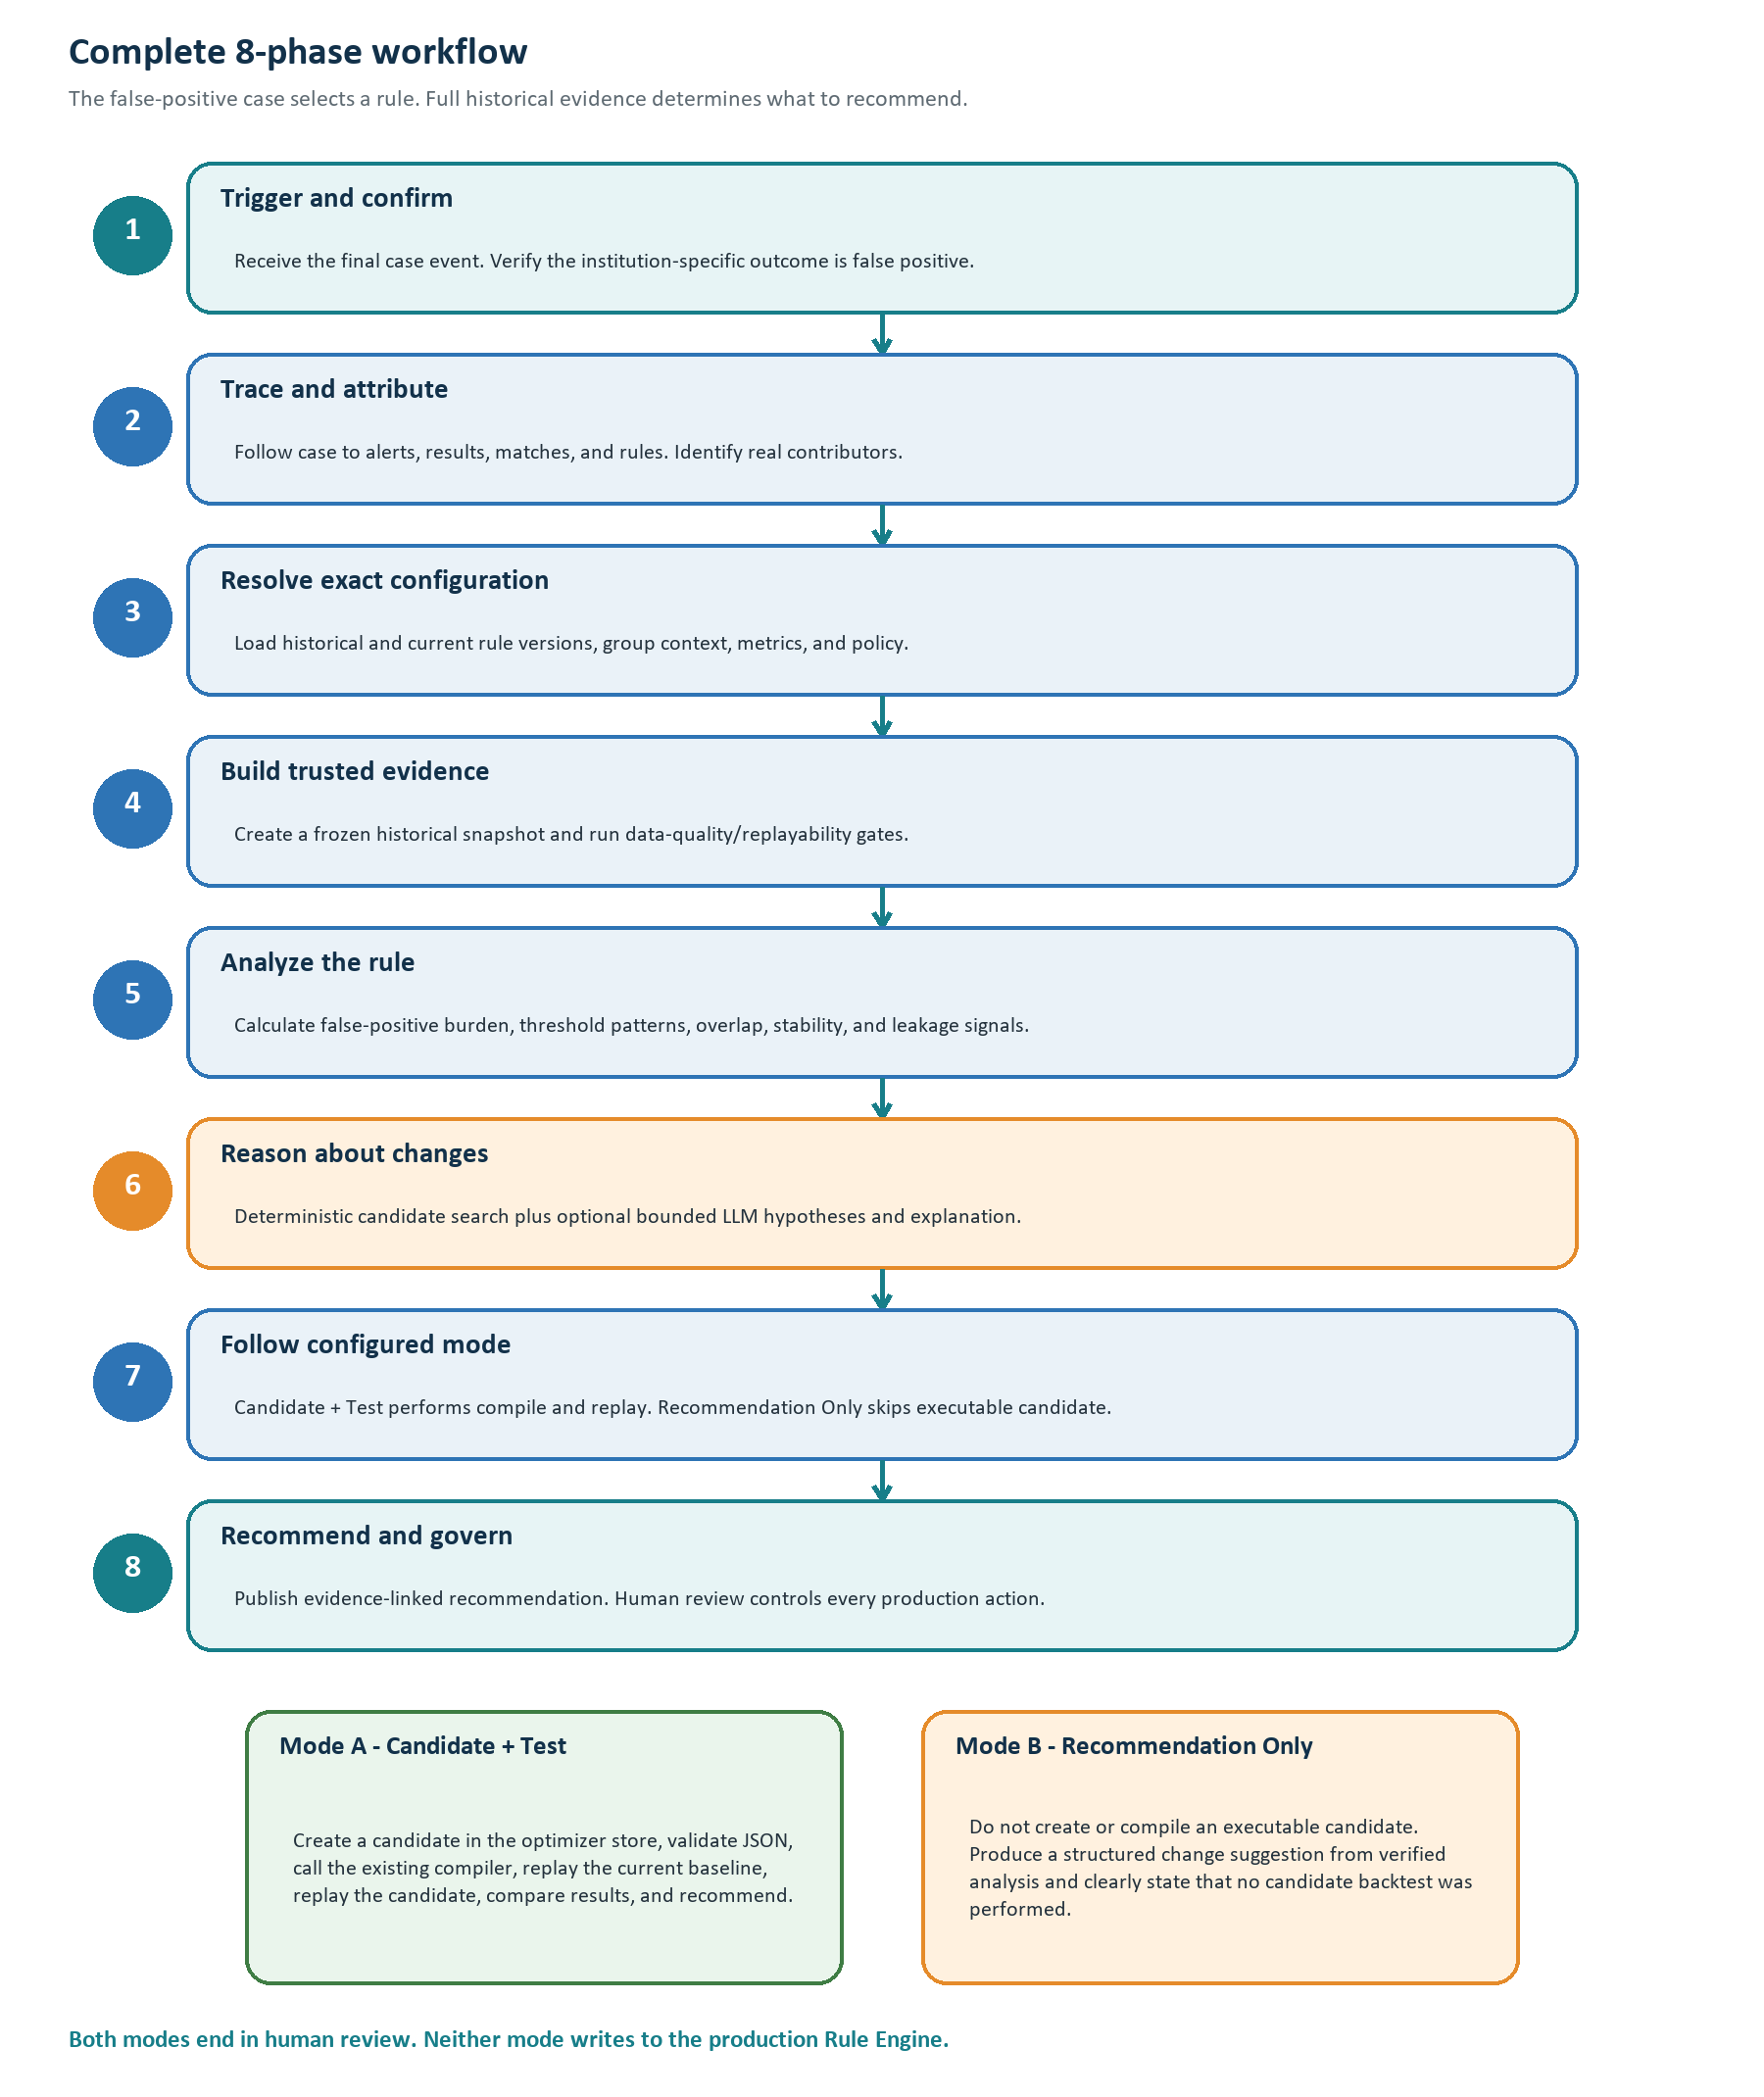 Complete 8-phase workflow
The false-positive case selects a rule. Full historical evidence determines what to recommend.
1
Trigger and confirm
Receive the final case event. Verify the institution-specific outcome is false positive.
2
Trace and attribute
Follow case to alerts, results, matches, and rules. Identify real contributors.
3
Resolve exact configuration
Load historical and current rule versions, group context, metrics, and policy.
4
Build trusted evidence
Create a frozen historical snapshot and run data-quality/replayability gates.
5
Analyze the rule
Calculate false-positive burden, threshold patterns, overlap, stability, and leakage signals.
6
Reason about changes
Deterministic candidate search plus optional bounded LLM hypotheses and explanation.
7
Follow configured mode
Candidate + Test performs compile and replay. Recommendation Only skips executable candidate.
8
Recommend and govern
Publish evidence-linked recommendation. Human review controls every production action.
Mode A - Candidate + Test
Create a candidate in the optimizer store, validate JSON,
call the existing compiler, replay the current baseline,
replay the candidate, compare results, and recommend.
Mode B - Recommendation Only
Do not create or compile an executable candidate.
Produce a structured change suggestion from verified
analysis and clearly state that no candidate backtest was
performed.
Both modes end in human review. Neither mode writes to the production Rule Engine.